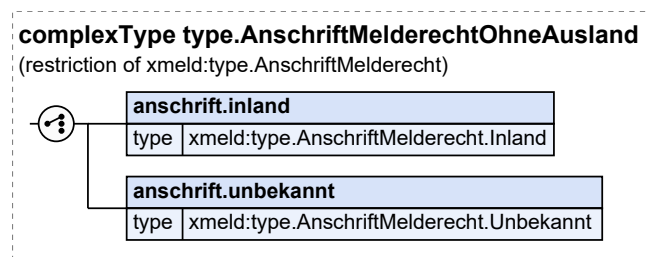 complexType type.AnschriftMelderechtOhneAusland
(restriction of xmeld:type.AnschriftMelderecht)
anschrift.inland
type xmeld:type.AnschriftMelderecht.Inland
anschrift.unbekannt
type xmeld:type.AnschriftMelderecht.Unbekannt